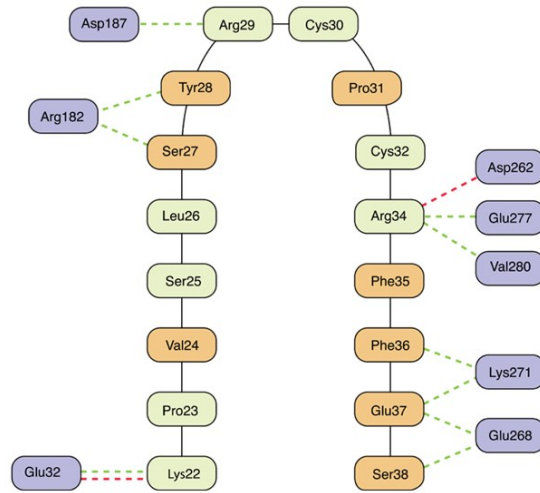 Asp187
Arg29
Cys30
Tyr28
Pro31
Arg182
Ser27
Cys32
Asp262
Leu26
Arg34
Glu277
Val280
Ser25
Phe35
Val24
Phe36
Lys271
Pro23
Glu37
Glu268
Glu32
Lys22
Ser38